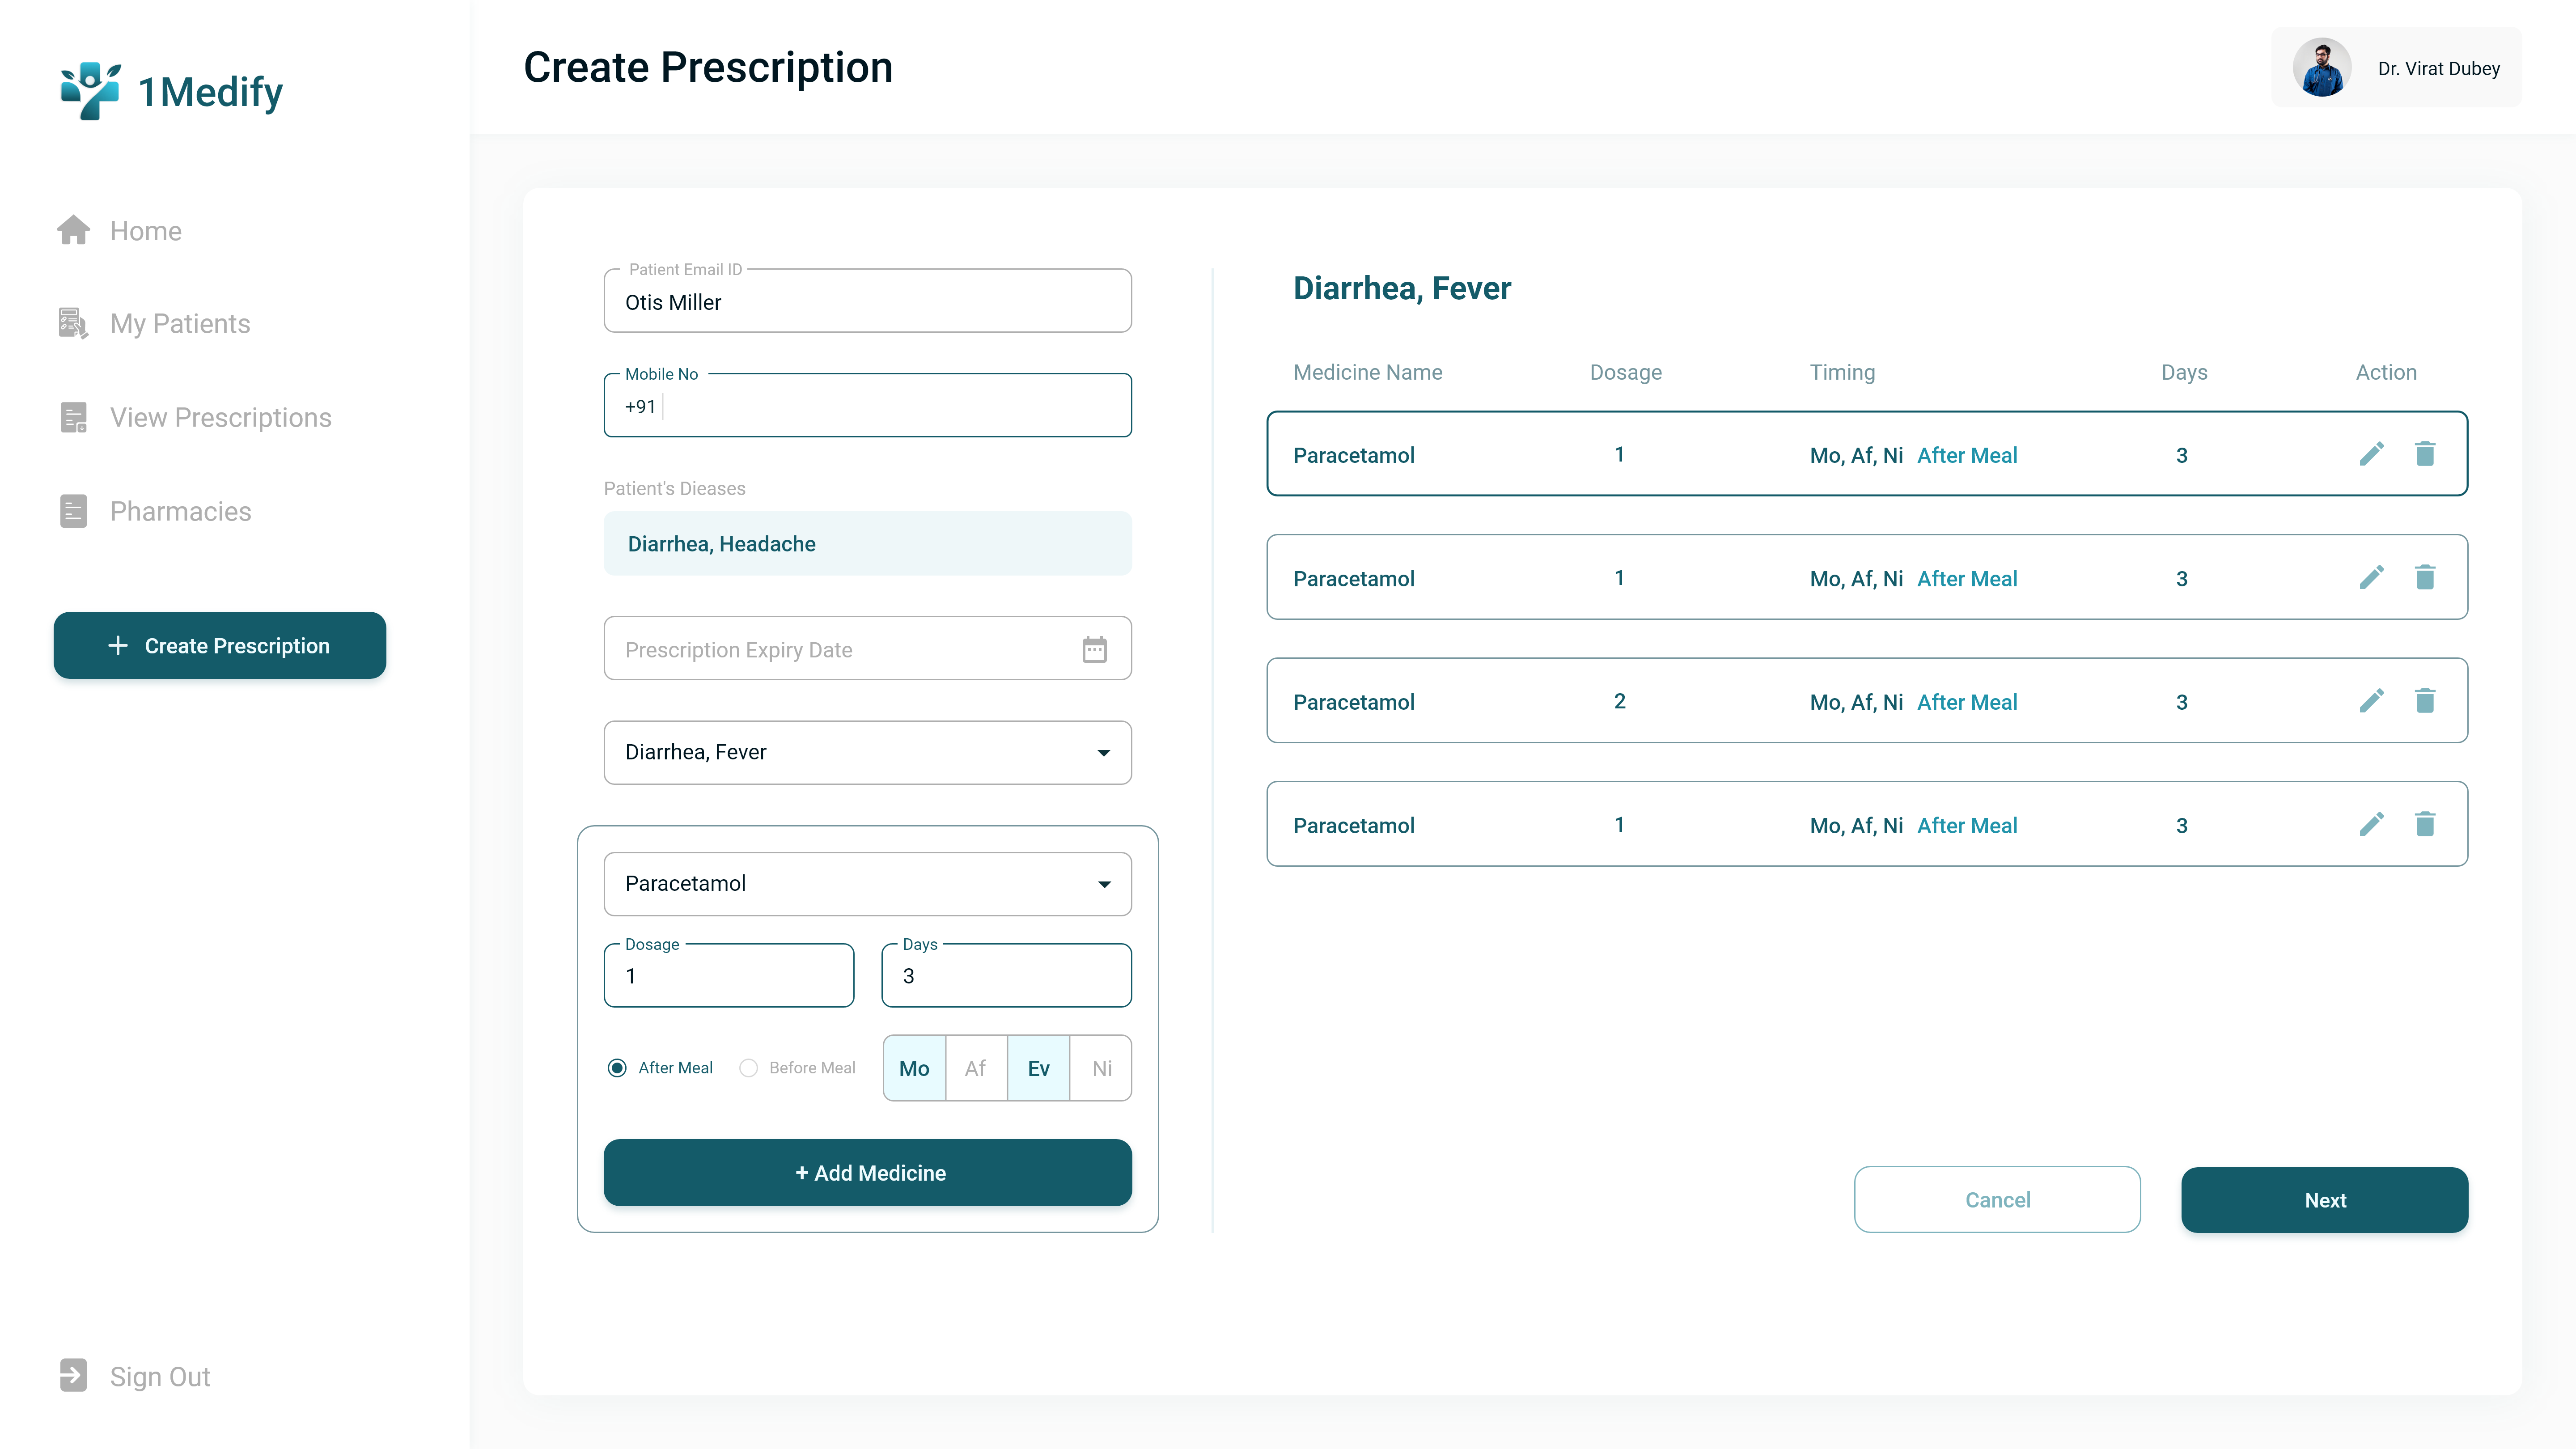 1Medify
Home
My Patients
View Prescriptions
Pharmacies
Create Prescription
Sign Out
Create Prescription
Dr. Virat Dubey
Patient Email ID
Otis Miller
Mobile No
+91
Patient's Dieases
Diarrhea, Headache
Prescription Expiry Date
Diarrhea, Fever
Paracetamol
Dosage Days
1 3
After Meal Before Meal Mo Af Ev Ni
+ Add Medicine
Diarrhea, Fever
Medicine Name Dosage Timing Days Action
Paracetamol 1 Mo, Af, Ni After Meal 3
Paracetamol 1 Mo, Af, Ni After Meal 3
Paracetamol 2 Mo, Af, Ni After Meal 3
Paracetamol 1 Mo, Af, Ni After Meal 3
Cancel Next